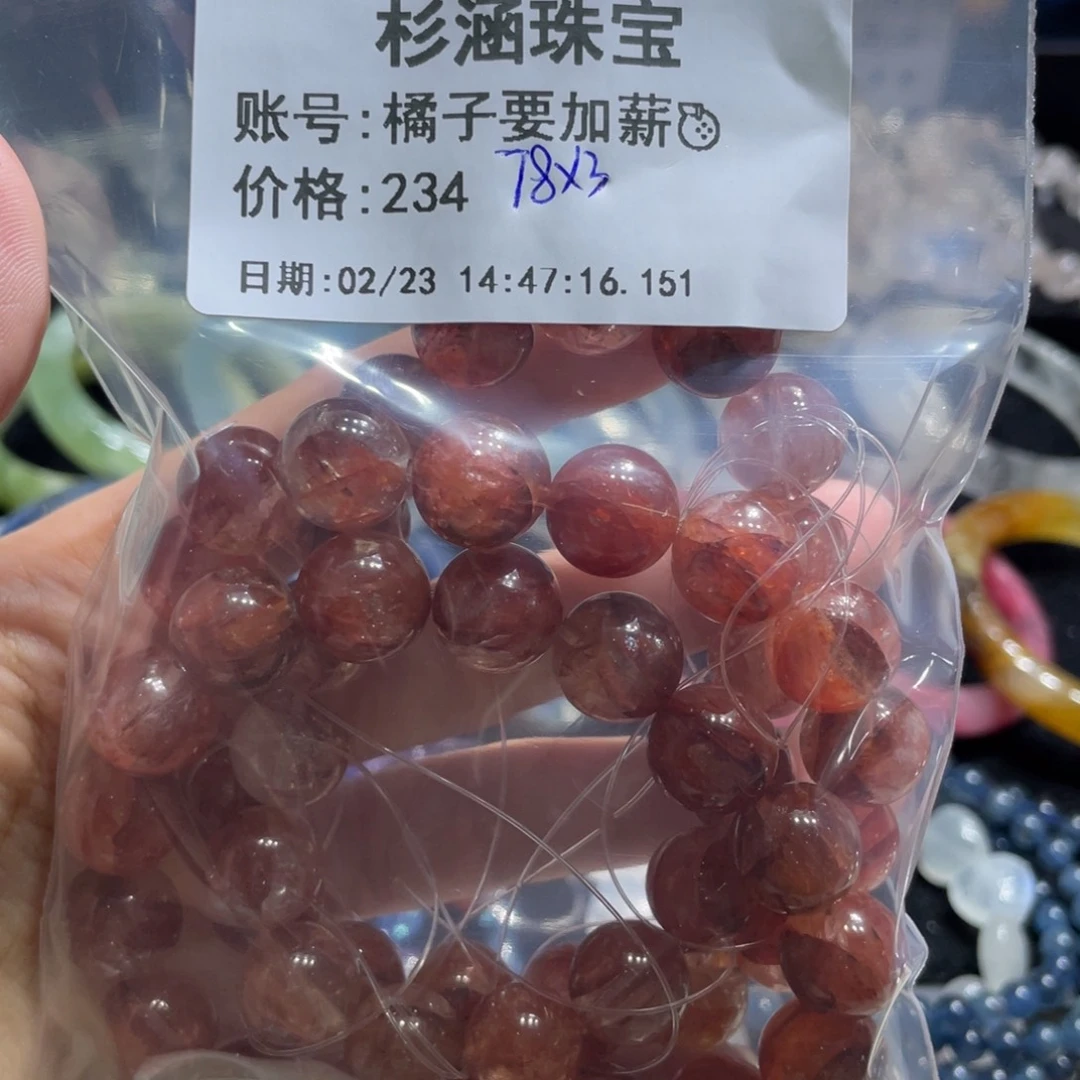 杉涵珠宝
账号:橘子要加薪🍊
价格:234 78x3
日期:02/23 14:47:16.151